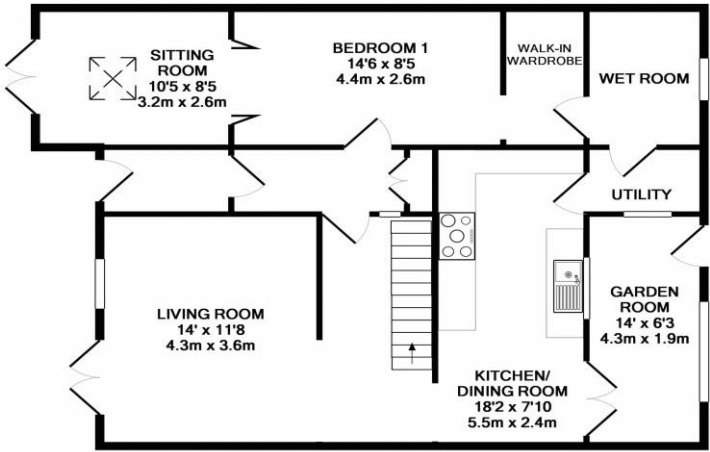 SITTING
ROOM
10'5 x 8'5
3.2m x 2.6m
BEDROOM 1
14'6 x 8'5
4.4m x 2.6m
WALK-IN
WARDROBE
WET ROOM
UTILITY
LIVING ROOM
14' x 11'8
4.3m x 3.6m
KITCHEN/
DINING ROOM
18'2 x 7'10
5.5m x 2.4m
GARDEN
ROOM
14' x 6'3
4.3m x 1.9m